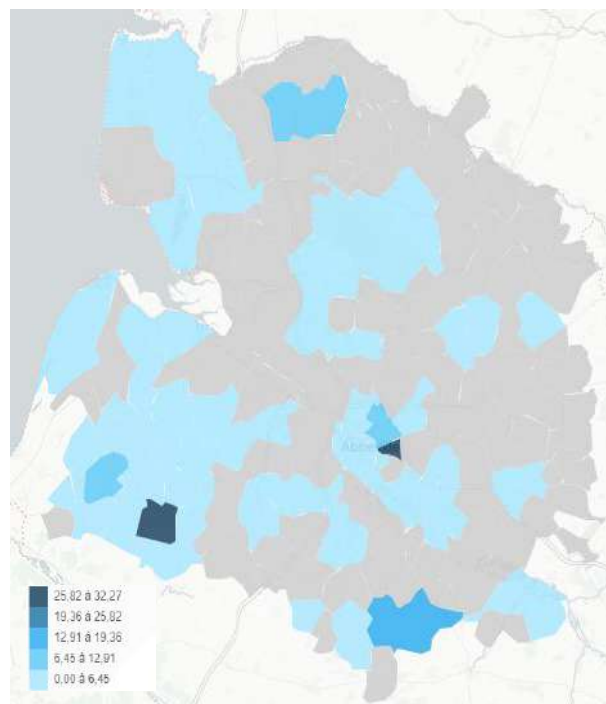 25,82 à 32,27
19,36 à 25,82
12,91 à 19,36
6,45 à 12,91
0,00 à 6,45